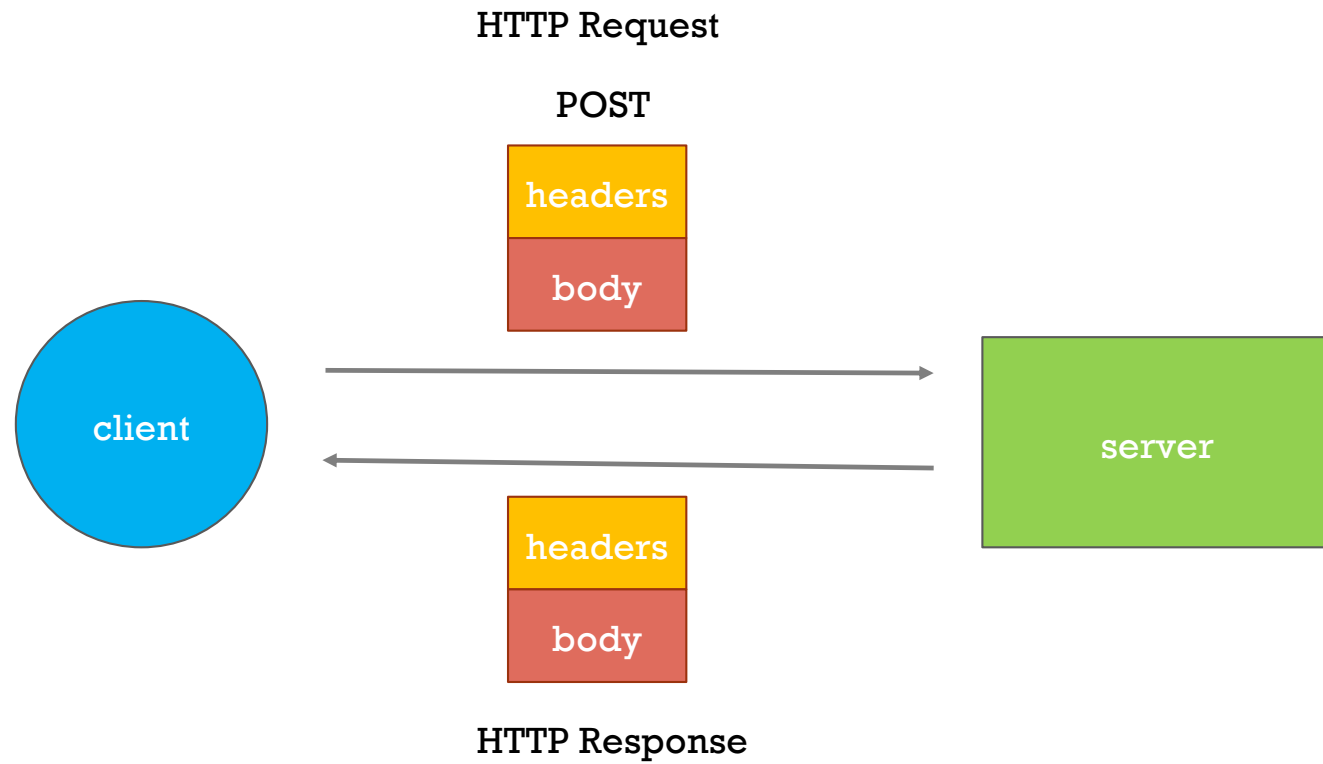 HTTP Request
POST
headers
body
client
server
headers
body
HTTP Response